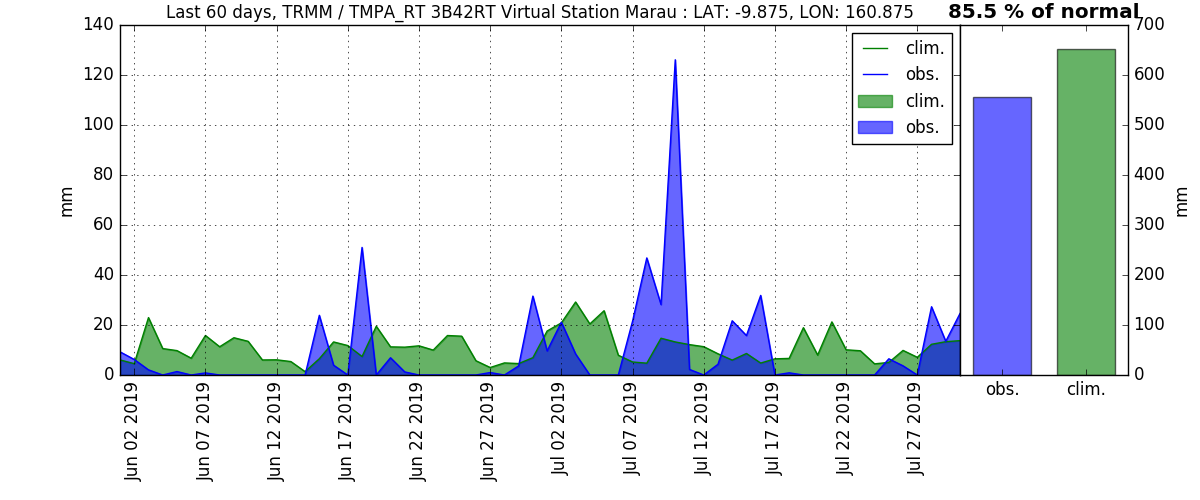 Last 60 days, TRMM / TMPA_RT 3B42RT Virtual Station Marau : LAT: -9.875, LON: 160.875
85.5 % of normal
140
120
100
80
60
40
20
0
mm
Jun 02 2019
Jun 07 2019
Jun 12 2019
Jun 17 2019
Jun 22 2019
Jun 27 2019
Jul 02 2019
Jul 07 2019
Jul 12 2019
Jul 17 2019
Jul 22 2019
Jul 27 2019
clim.
obs.
clim.
obs.
700
600
500
400
300
200
100
0
mm
obs.
clim.